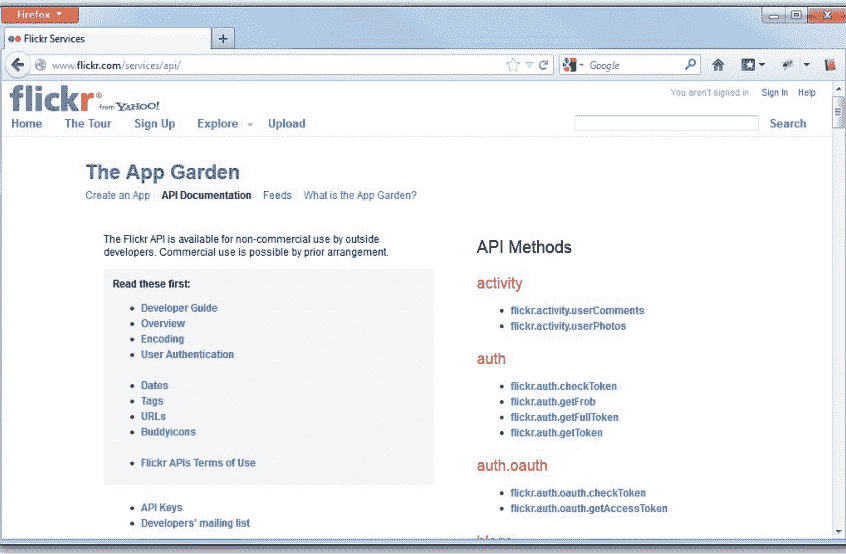 Firefox
Flickr Services
www.flickr.com/services/api/
Google
flickr from YAHOO!
You aren't signed in Sign In Help
Home The Tour Sign Up Explore Upload Search
The App Garden
Create an App API Documentation Feeds What is the App Garden?
The Flickr API is available for non-commercial use by outside
developers. Commercial use is possible by prior arrangement.
Read these first:
Developer Guide
Overview
Encoding
User Authentication
Dates
Tags
URLs
Buddyicons
Flickr APIs Terms of Use
API Keys
Developers' mailing list
API Methods
activity
flickr.activity.userComments
flickr.activity.userPhotos
auth
flickr.auth.checkToken
flickr.auth.getFrob
flickr.auth.getFullToken
flickr.auth.getToken
auth.oauth
flickr.auth.oauth.checkToken
flickr.auth.oauth.getAccessToken